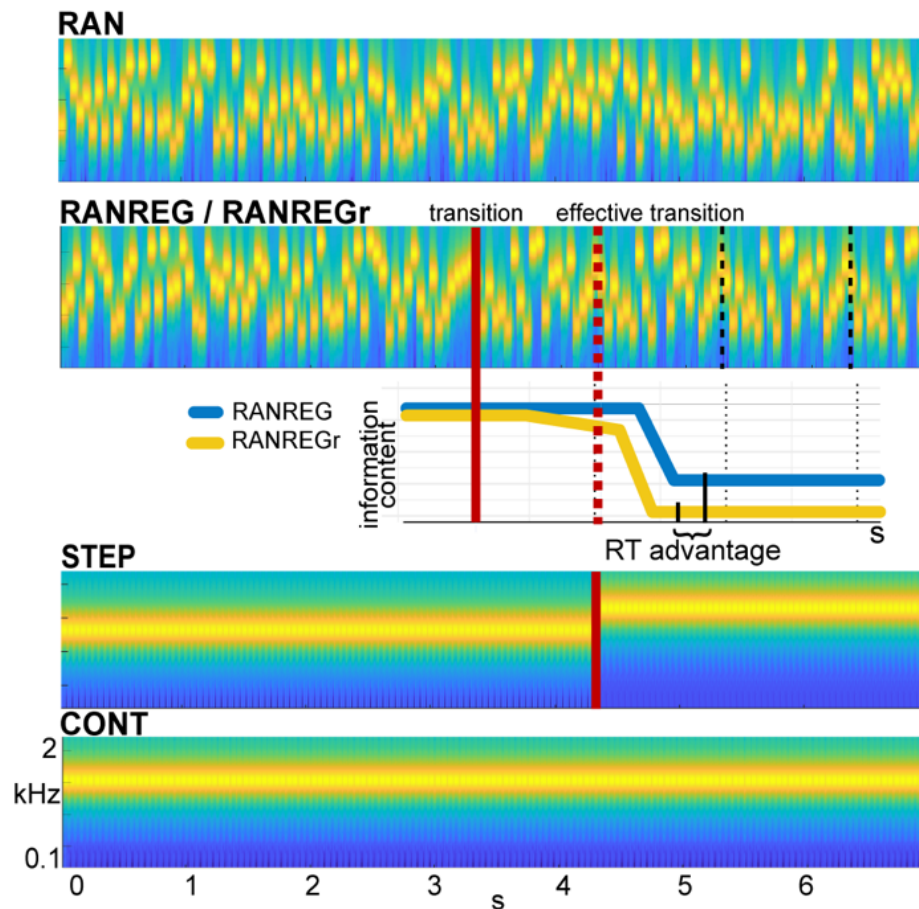 RAN
RANREG / RANREGr
transition
effective transition
RANREG
RANREGr
information
content
s
RT advantage
STEP
CONT
2
kHz
0.1
0 1 2 3 4 5 6
s